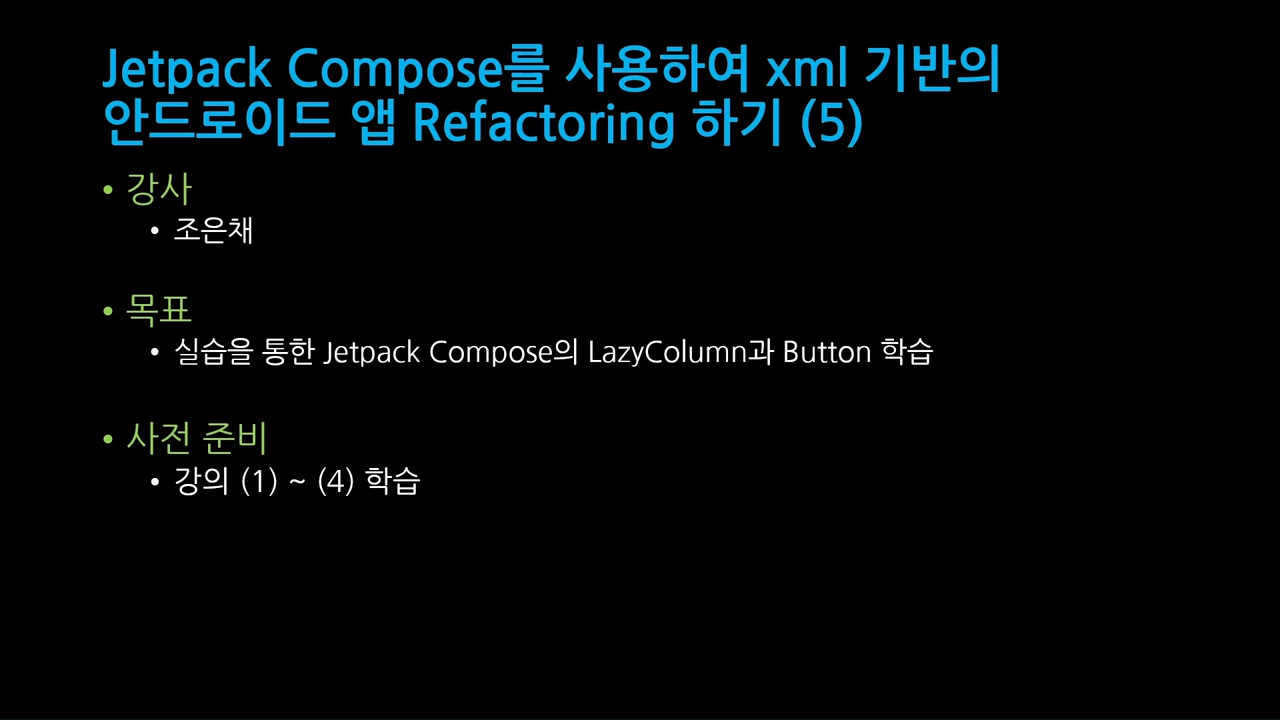 Jetpack Compose를 사용하여 xml 기반의
안드로이드 앱 Refactoring 하기 (5)
• 강사
• 조은채
• 목표
• 실습을 통한 Jetpack Compose의 LazyColumn과 Button 학습
• 사전 준비
• 강의 (1) ~ (4) 학습